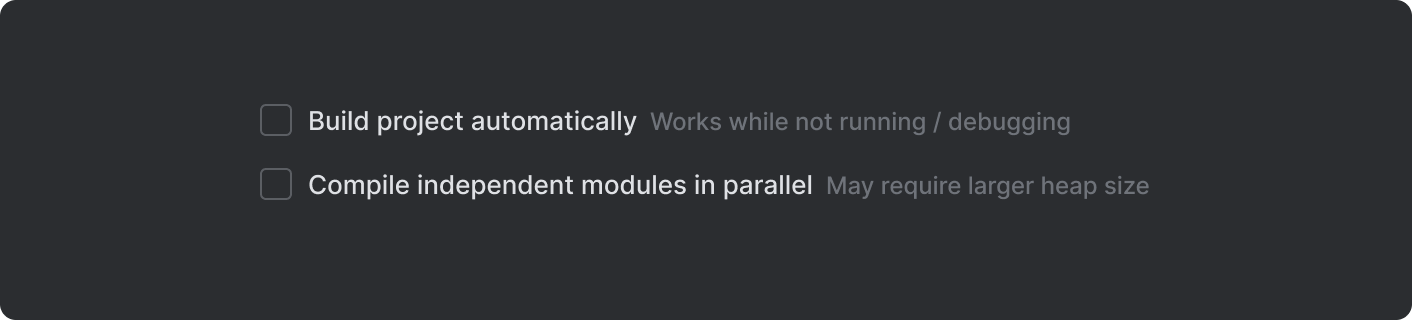 Build project automatically Works while not running / debugging
Compile independent modules in parallel May require larger heap size